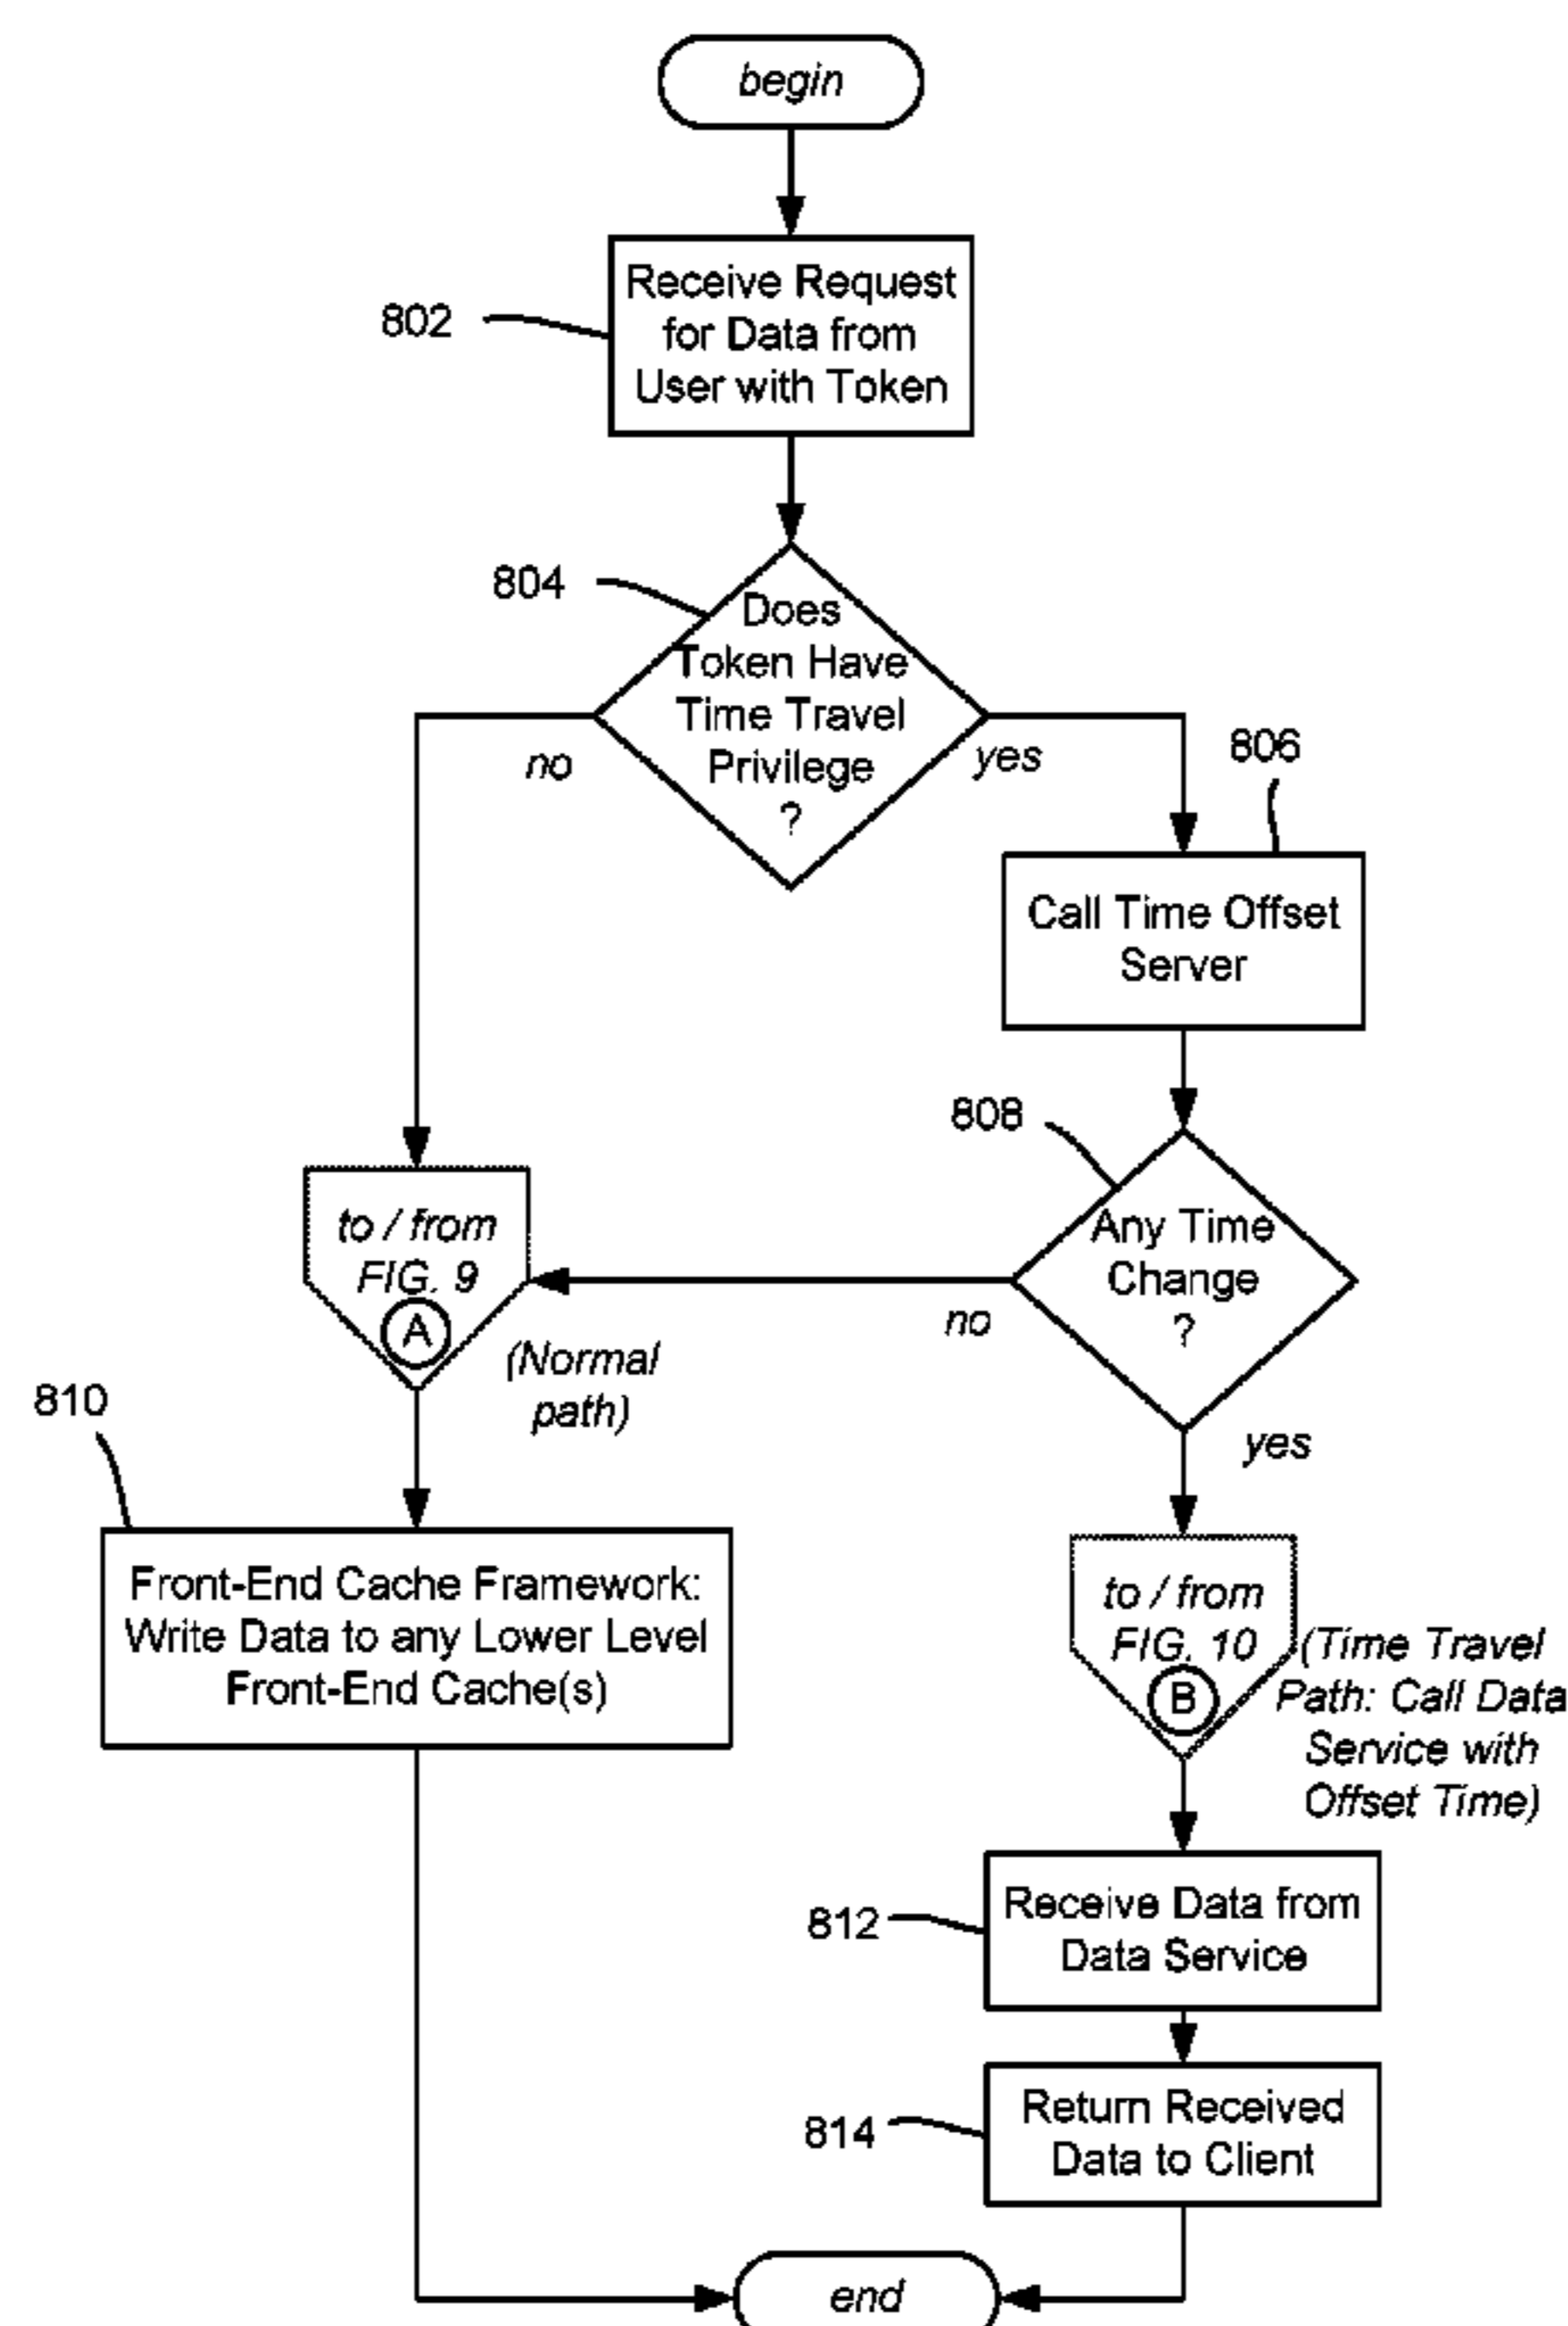 begin
802
Receive Request
for Data from
User with Token
804
Does
Token Have
Time Travel
Privilege
?
no
yes
806
Call Time Offset
Server
808
Any Time
Change
?
no
yes
to / from
FIG. 9
A
(Normal
path)
810
Front-End Cache Framework:
Write Data to any Lower Level
Front-End Cache(s)
to / from
FIG. 10
B
(Time Travel
Path: Call Data
Service with
Offset Time)
812
Receive Data from
Data Service
814
Return Received
Data to Client
end